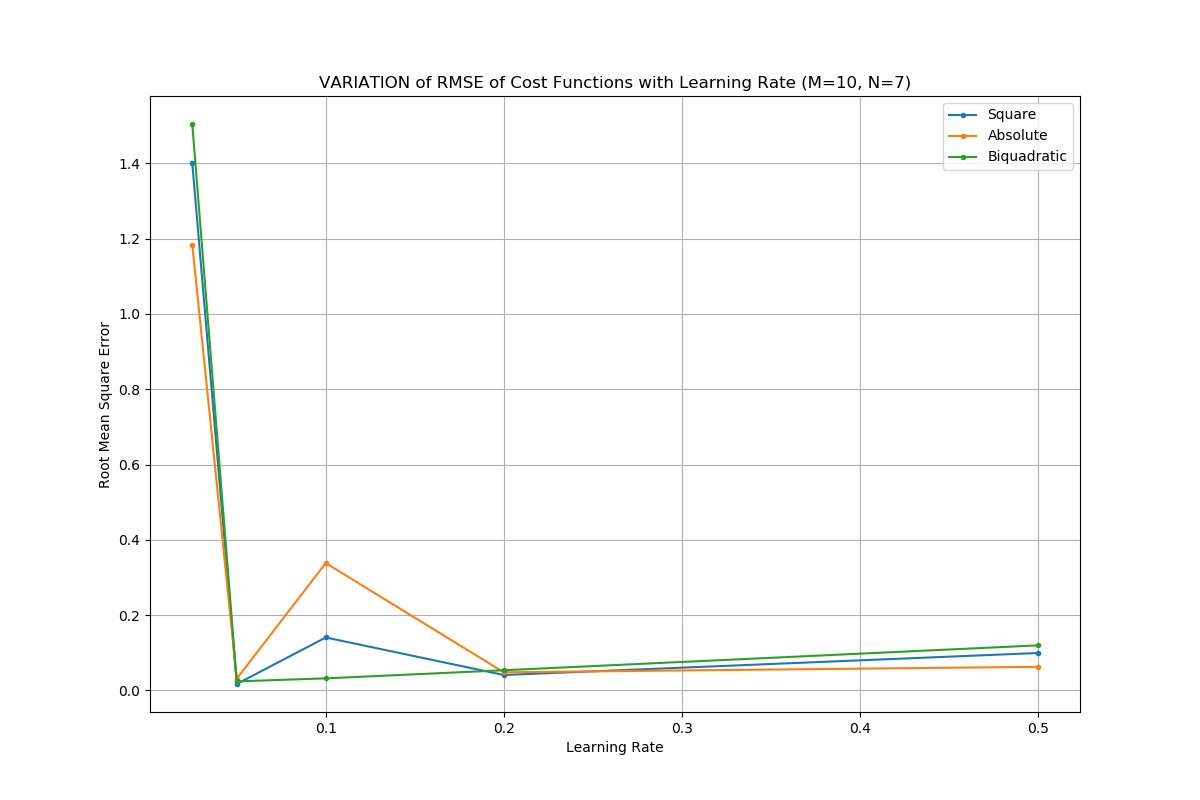 VARIATION of RMSE of Cost Functions with Learning Rate (M=10, N=7)
Square
Absolute
Biquadratic
Root Mean Square Error
1.4
1.2
1.0
0.8
0.6
0.4
0.2
0.0
0.1 0.2 0.3 0.4 0.5
Learning Rate